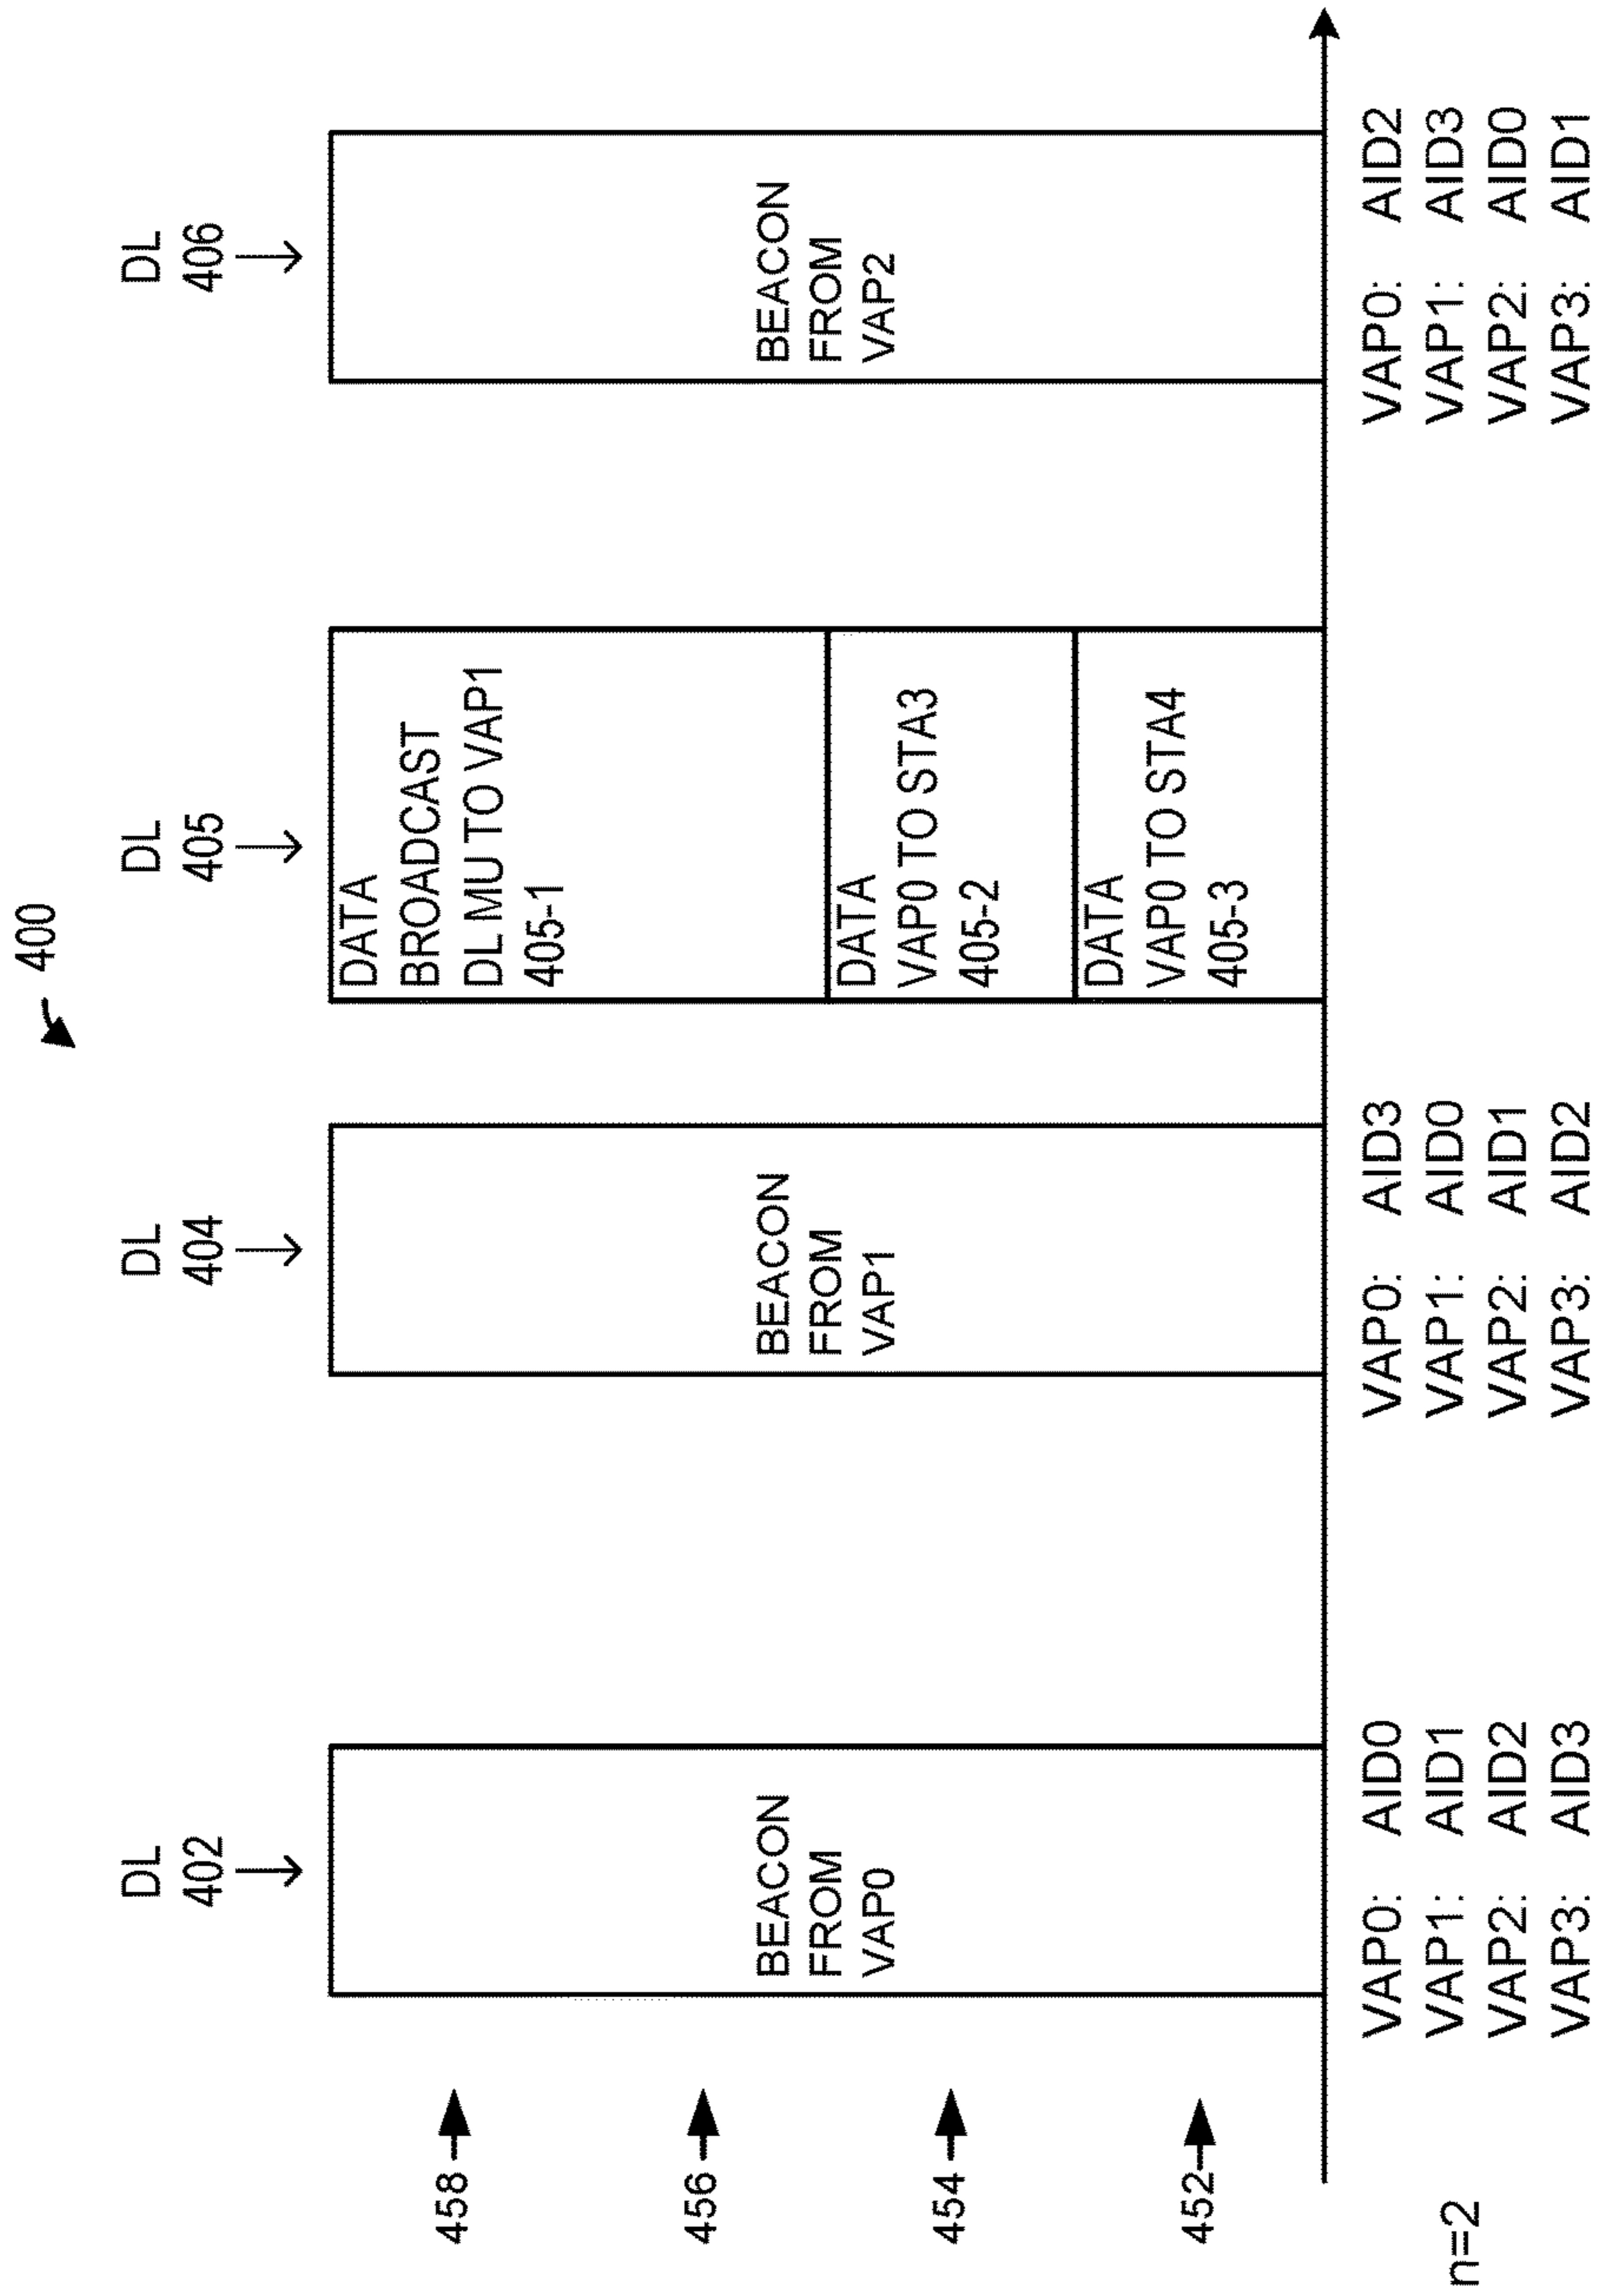 400
DL
402
DL
404
DL
405
DL
406
458
456
454
452
BEACON
FROM
VAP0
BEACON
FROM
VAP1
DATA
BROADCAST
DL MU TO VAP1
405-1
DATA
VAP0 TO STA3
405-2
DATA
VAP0 TO STA4
405-3
BEACON
FROM
VAP2
n=2
VAP0: AID0
VAP1: AID1
VAP2: AID2
VAP3: AID3
VAP0: AID3
VAP1: AID0
VAP2: AID1
VAP3: AID2
VAP0: AID2
VAP1: AID3
VAP2: AID0
VAP3: AID1